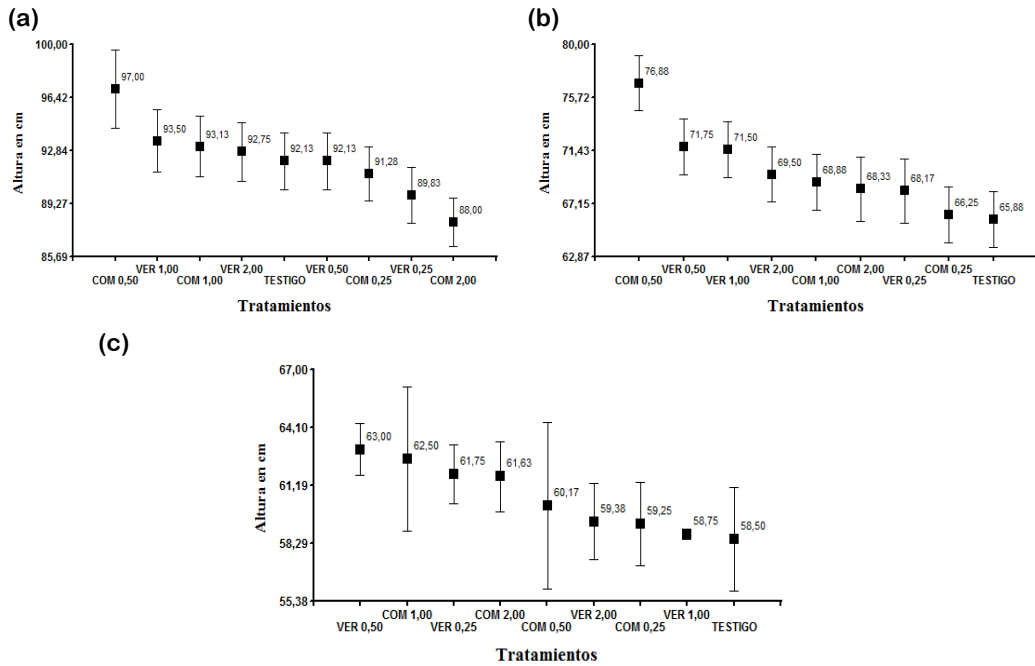 (a)
100,00
96,42
92,84
89,27
85,69
Altura en cm
97,00
93,50
93,13
92,75
92,13
92,13
91,28
89,83
88,00
VER 1,00 VER 2,00 VER 0,50 VER 0,25
COM 0,50 COM 1,00 TESTIGO COM 0,25 COM 2,00
Tratamientos
(b)
80,00
75,72
71,43
67,15
62,87
Altura en cm
76,88
71,75
71,50
69,50
68,88
68,33
68,17
66,25
65,88
VER 0,50 VER 2,00 COM 2,00 COM 0,25
COM 0,50 VER 1,00 COM 1,00 VER 0,25 TESTIGO
Tratamientos
(c)
67,00
64,10
61,19
58,29
55,38
Altura en cm
63,00
62,50
61,75
61,63
60,17
59,38
59,25
58,75
58,50
COM 1,00 COM 2,00 VER 2,00 VER 1,00
VER 0,50 VER 0,25 COM 0,50 COM 0,25 TESTIGO
Tratamientos